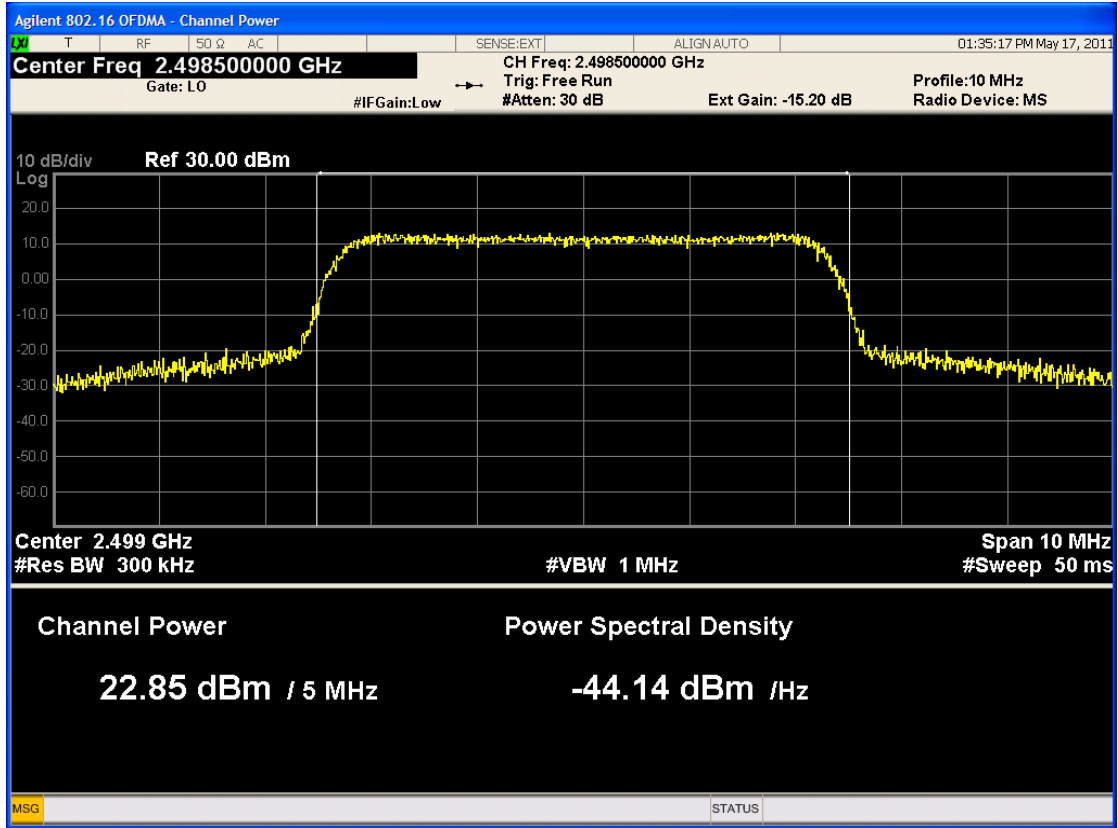 Agilent 802.16 OFDMA - Channel Power
LXI T RF 50 Ω AC SENSE:EXT ALIGN AUTO 01:35:17 PM May 17, 2011
Center Freq 2.498500000 GHz
Gate: LO
#IFGain:Low
CH Freq: 2.498500000 GHz
Trig: Free Run
#Atten: 30 dB
Ext Gain: -15.20 dB
Profile:10 MHz
Radio Device: MS
10 dB/div Ref 30.00 dBm
Log
20.0
10.0
0.00
-10.0
-20.0
-30.0
-40.0
-50.0
-60.0
Center 2.499 GHz Span 10 MHz
#Res BW 300 kHz #VBW 1 MHz #Sweep 50 ms
Channel Power Power Spectral Density
22.85 dBm / 5 MHz -44.14 dBm /Hz
MSG STATUS